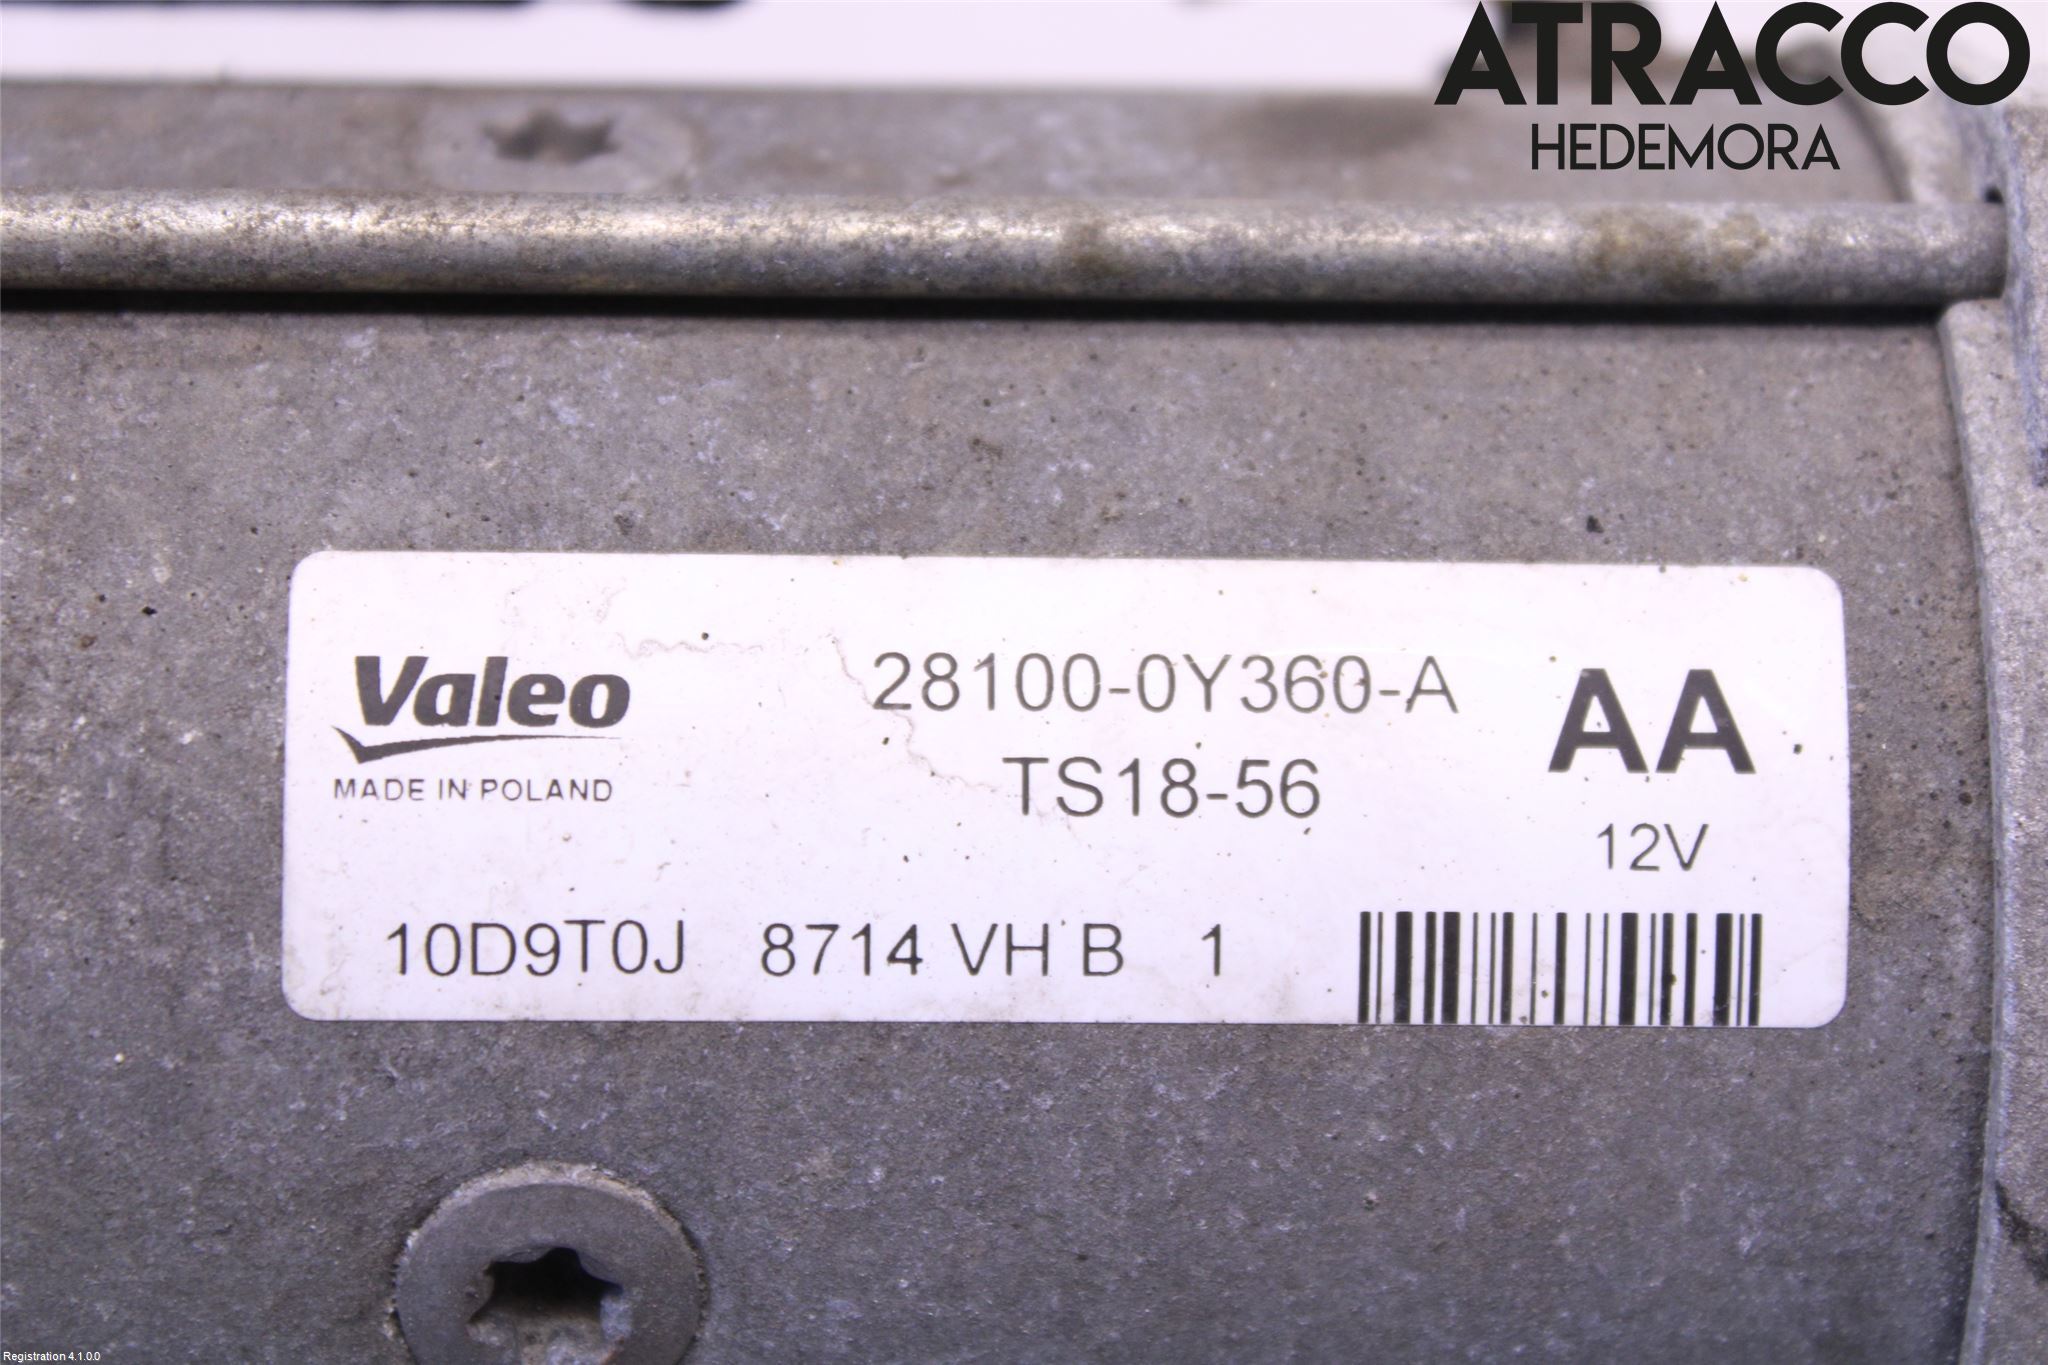 ATRACCO
HEDEMORA
Valeo
MADE IN POLAND
28100-0Y360-A
TS18-56
AA
12V
10D9T0J 8714 VH B 1
Registration 4.1.0.0